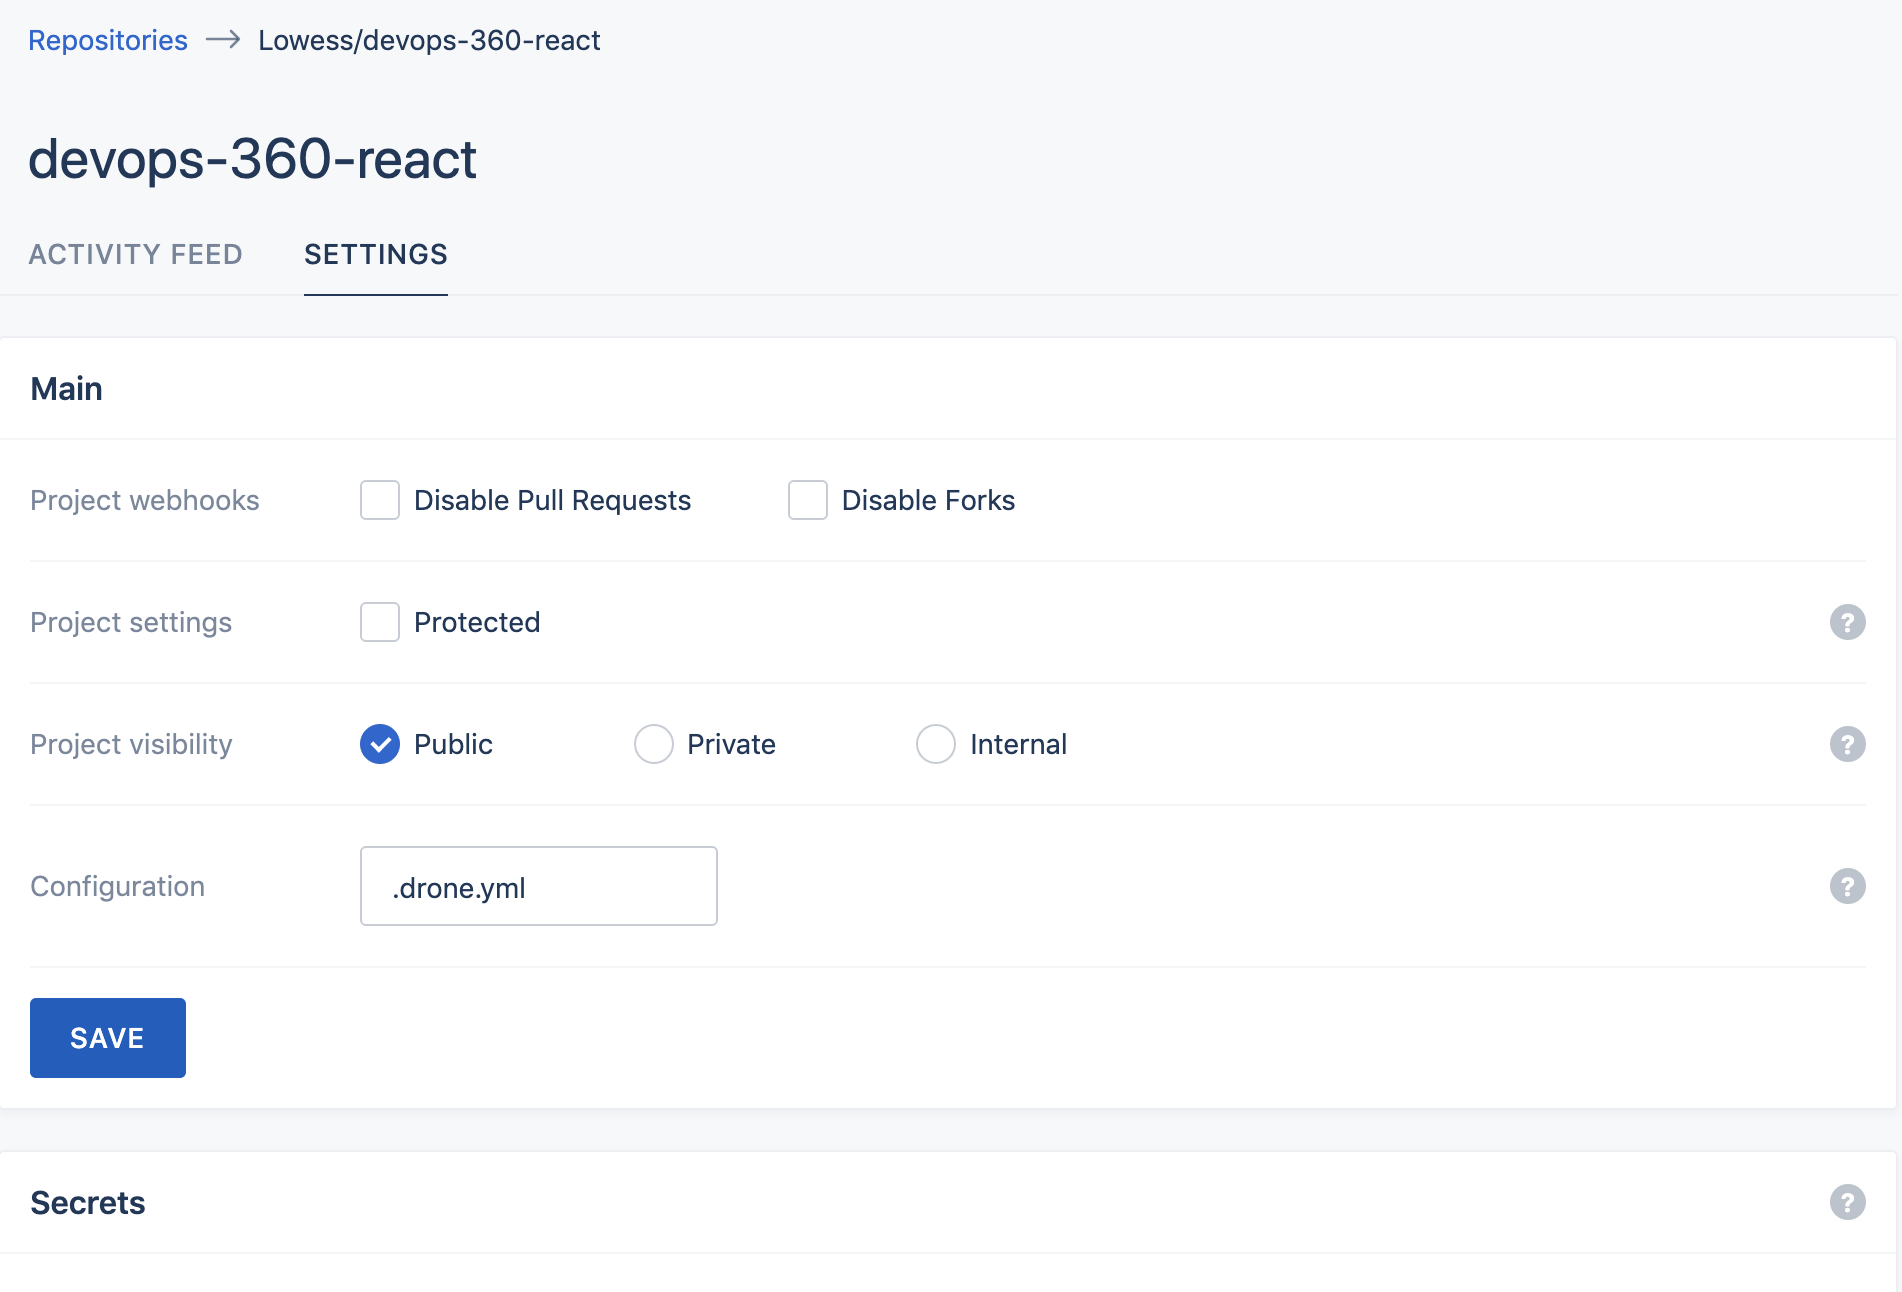 Repositories → Lowess/devops-360-react
devops-360-react
ACTIVITY FEED SETTINGS
Main
Project webhooks Disable Pull Requests Disable Forks
Project settings Protected ?
Project visibility Public Private Internal ?
Configuration .drone.yml ?
SAVE
Secrets ?